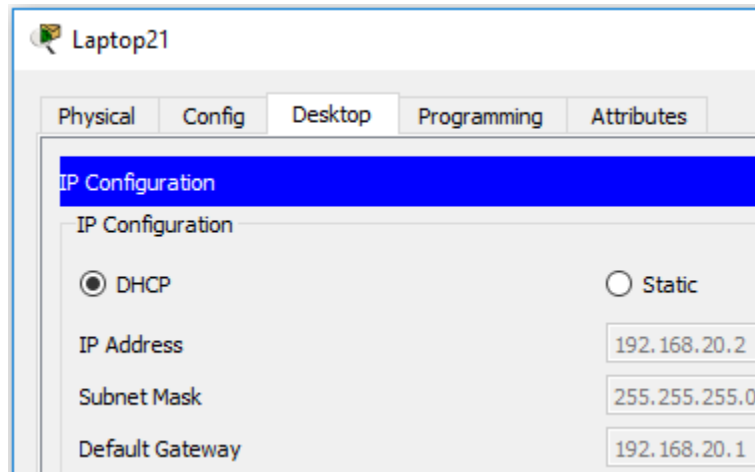 Laptop21
Physical Config Desktop Programming Attributes
IP Configuration
IP Configuration
DHCP Static
IP Address 192.168.20.2
Subnet Mask 255.255.255.0
Default Gateway 192.168.20.1